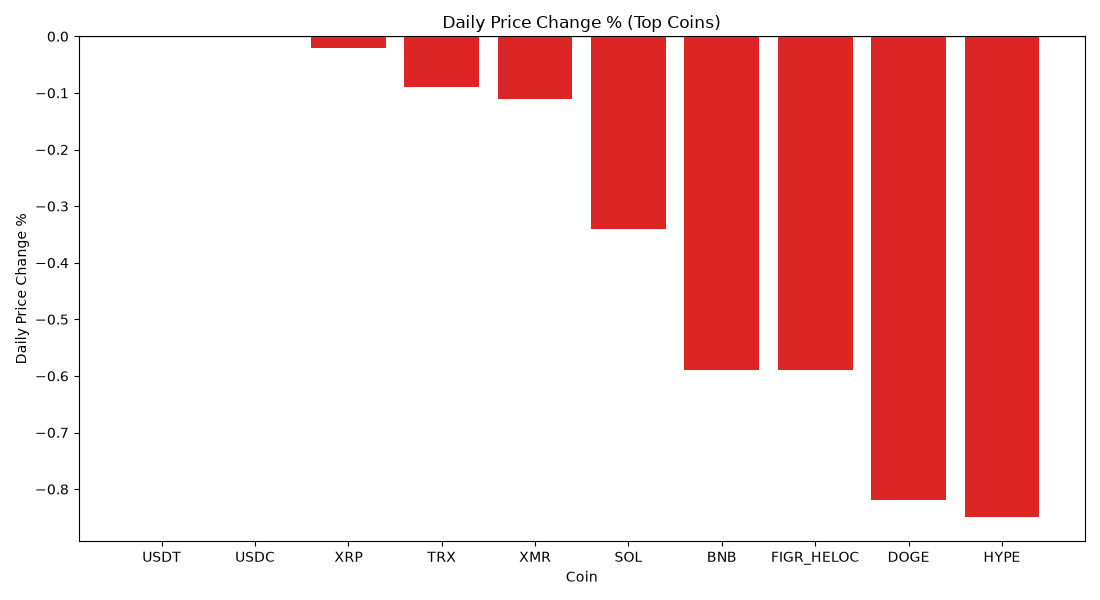 Daily Price Change % (Top Coins)
Daily Price Change %
0.0
−0.1
−0.2
−0.3
−0.4
−0.5
−0.6
−0.7
−0.8
USDT USDC XRP TRX XMR SOL BNB FIGR_HELOC DOGE HYPE
Coin